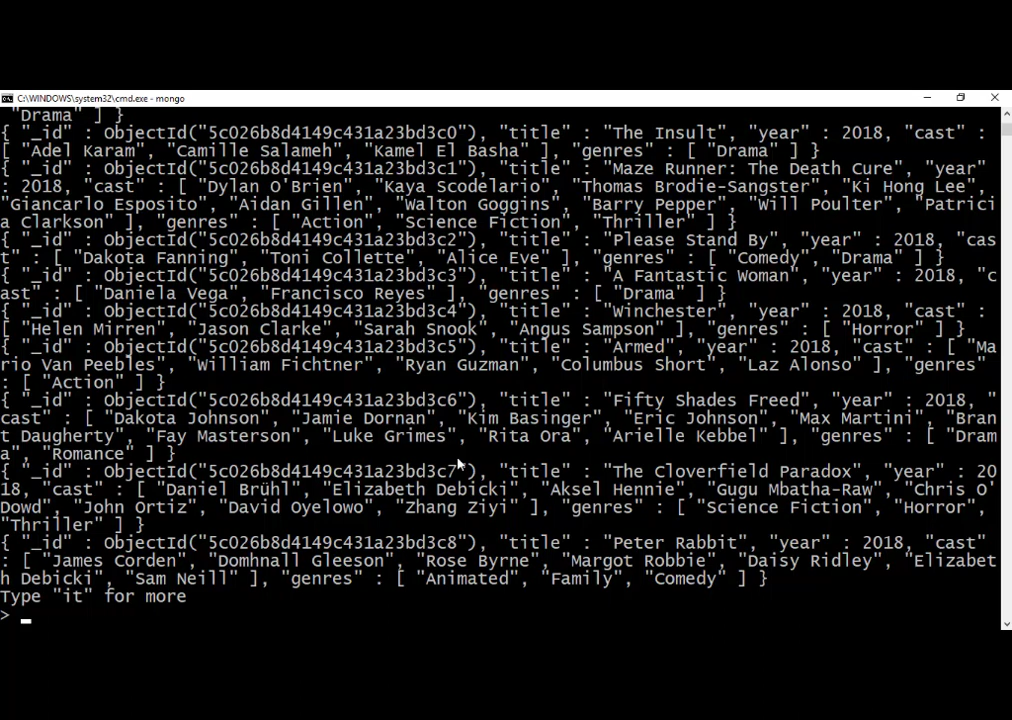 C:\WINDOWS\system32\cmd.exe - mongo
"Drama" ] }
{ "_id" : ObjectId("5c026b8d4149c431a23bd3c0"), "title" : "The Insult", "year" : 2018, "cast" :
[ "Adel Karam", "Camille Salameh", "Kamel El Basha" ], "genres" : [ "Drama" ] }
{ "_id" : ObjectId("5c026b8d4149c431a23bd3c1"), "title" : "Maze Runner: The Death Cure", "year"
: 2018, "cast" : [ "Dylan O'Brien", "Kaya Scodelario", "Thomas Brodie-Sangster", "Ki Hong Lee",
"Giancarlo Esposito", "Aidan Gillen", "Walton Goggins", "Barry Pepper", "Will Poulter", "Patrici
a Clarkson" ], "genres" : [ "Action", "Science Fiction", "Thriller" ] }
{ "_id" : ObjectId("5c026b8d4149c431a23bd3c2"), "title" : "Please Stand By", "year" : 2018, "cas
t" : [ "Dakota Fanning", "Toni Collette", "Alice Eve" ], "genres" : [ "Comedy", "Drama" ] }
{ "_id" : ObjectId("5c026b8d4149c431a23bd3c3"), "title" : "A Fantastic Woman", "year" : 2018, "c
ast" : [ "Daniela Vega", "Francisco Reyes" ], "genres" : [ "Drama" ] }
{ "_id" : ObjectId("5c026b8d4149c431a23bd3c4"), "title" : "Winchester", "year" : 2018, "cast" :
[ "Helen Mirren", "Jason Clarke", "Sarah Snook", "Angus Sampson" ], "genres" : [ "Horror" ] }
{ "_id" : ObjectId("5c026b8d4149c431a23bd3c5"), "title" : "Armed", "year" : 2018, "cast" : [ "Ma
rio Van Peebles", "William Fichtner", "Ryan Guzman", "Columbus Short", "Laz Alonso" ], "genres"
: [ "Action" ] }
{ "_id" : ObjectId("5c026b8d4149c431a23bd3c6"), "title" : "Fifty Shades Freed", "year" : 2018, "
cast" : [ "Dakota Johnson", "Jamie Dornan", "Kim Basinger", "Eric Johnson", "Max Martini", "Bran
t Daugherty", "Fay Masterson", "Luke Grimes", "Rita Ora", "Arielle Kebbel" ], "genres" : [ "Dram
a", "Romance" ] }
{ "_id" : ObjectId("5c026b8d4149c431a23bd3c7"), "title" : "The Cloverfield Paradox", "year" : 20
18, "cast" : [ "Daniel Brühl", "Elizabeth Debicki", "Aksel Hennie", "Gugu Mbatha-Raw", "Chris O'
Dowd", "John Ortiz", "David Oyelowo", "Zhang Ziyi" ], "genres" : [ "Science Fiction", "Horror",
"Thriller" ] }
{ "_id" : ObjectId("5c026b8d4149c431a23bd3c8"), "title" : "Peter Rabbit", "year" : 2018, "cast"
: [ "James Corden", "Domhnall Gleeson", "Rose Byrne", "Margot Robbie", "Daisy Ridley", "Elizabet
h Debicki", "Sam Neill" ], "genres" : [ "Animated", "Family", "Comedy" ] }
Type "it" for more
>